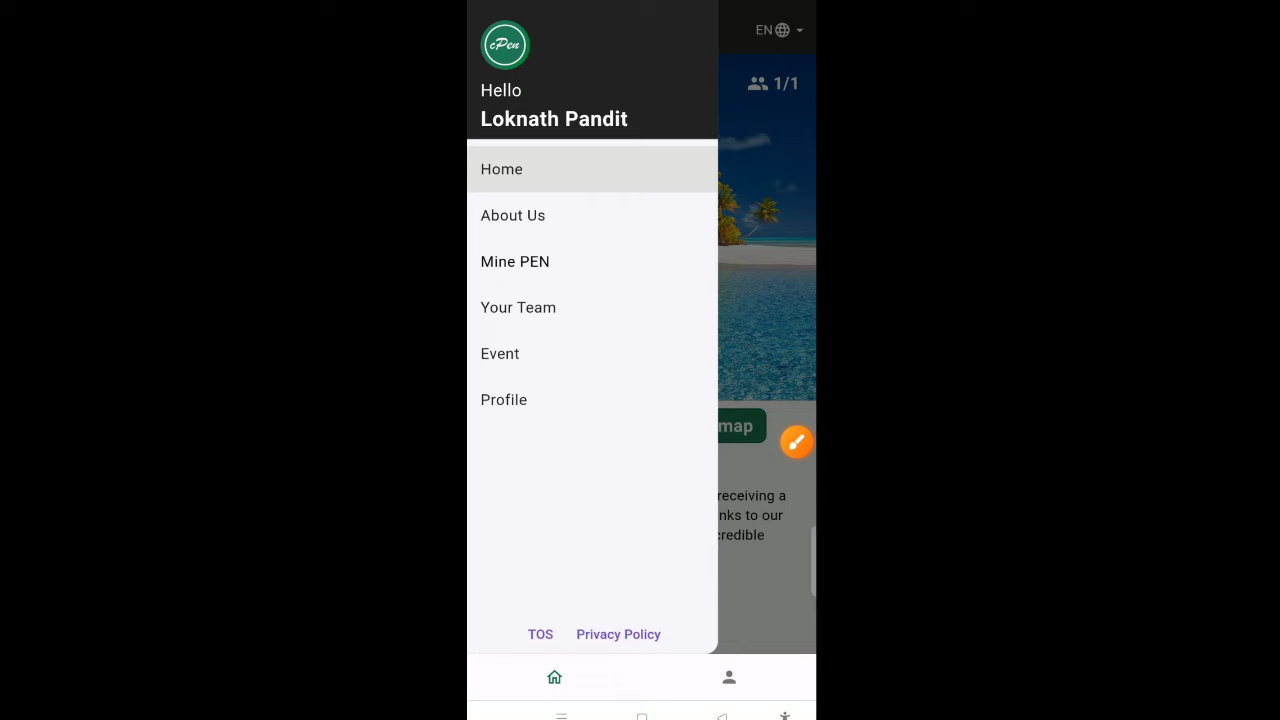 cPen
EN
1/1
Hello
Loknath Pandit
Home
About Us
Mine PEN
Your Team
Event
Profile
map
receiving a
nks to our
credible
TOS Privacy Policy